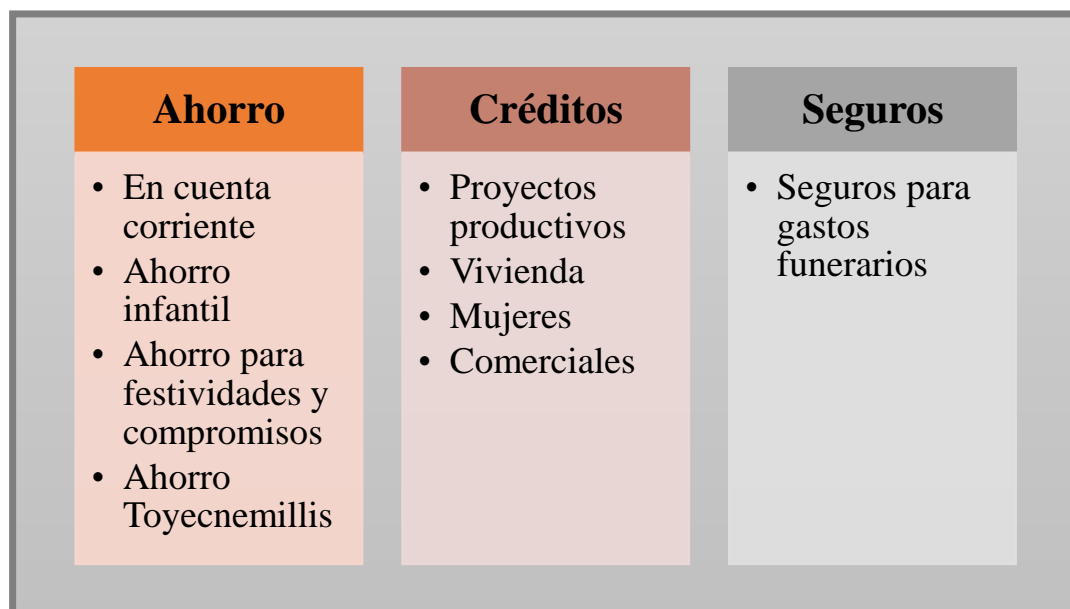 Ahorro
• En cuenta
corriente
• Ahorro
infantil
• Ahorro para
festividades y
compromisos
• Ahorro
Toyecnemillis
Créditos
• Proyectos
productivos
• Vivienda
• Mujeres
• Comerciales
Seguros
• Seguros para
gastos
funerarios